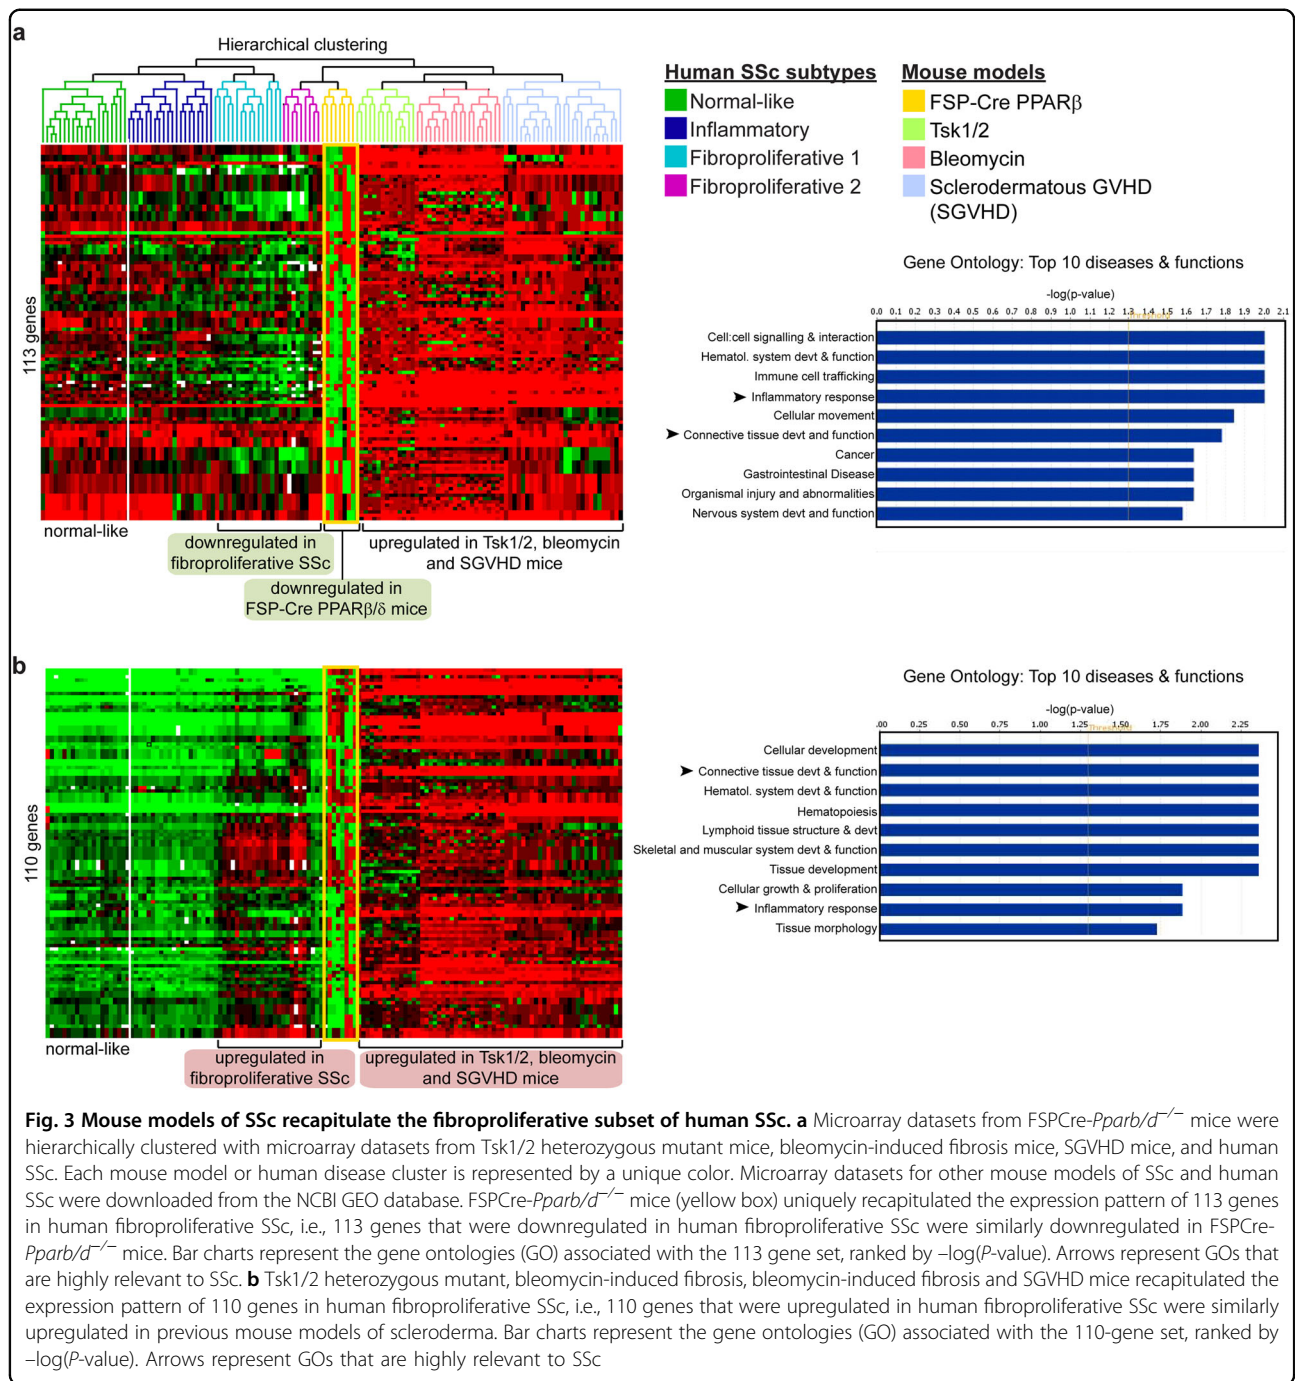 a
Hierarchical clustering
113 genes
normal-like
downregulated in
fibroproliferative SSc
upregulated in Tsk1/2, bleomycin
and SGVHD mice
downregulated in
FSP-Cre PPARβ/δ mice
Human SSc subtypes
Normal-like
Inflammatory
Fibroproliferative 1
Fibroproliferative 2
Mouse models
FSP-Cre PPARβ
Tsk1/2
Bleomycin
Sclerodermatous GVHD
(SGVHD)
Gene Ontology: Top 10 diseases & functions
-log(p-value)
0.0 0.1 0.2 0.3 0.4 0.5 0.6 0.7 0.8 0.9 1.0 1.1 1.2 1.3 1.4 1.5 1.6 1.7 1.8 1.9 2.0 2.1
Threshold
Cell:cell signalling & interaction
Hematol. system devt & function
Immune cell trafficking
Inflammatory response
Cellular movement
Connective tissue devt and function
Cancer
Gastrointestinal Disease
Organismal injury and abnormalities
Nervous system devt and function
b
110 genes
normal-like
upregulated in
fibroproliferative SSc
upregulated in Tsk1/2, bleomycin
and SGVHD mice
Gene Ontology: Top 10 diseases & functions
-log(p-value)
.00 0.25 0.50 0.75 1.00 1.25 1.50 1.75 2.00 2.25
Threshold
Cellular development
Connective tissue devt & function
Hematol. system devt & function
Hematopoiesis
Lymphoid tissue structure & devt
Skeletal and muscular system devt & function
Tissue development
Cellular growth & proliferation
Inflammatory response
Tissue morphology
Fig. 3 Mouse models of SSc recapitulate the fibroproliferative subset of human SSc. a Microarray datasets from FSPCre-Pparb/d−/− mice were
hierarchically clustered with microarray datasets from Tsk1/2 heterozygous mutant mice, bleomycin-induced fibrosis mice, SGVHD mice, and human
SSc. Each mouse model or human disease cluster is represented by a unique color. Microarray datasets for other mouse models of SSc and human
SSc were downloaded from the NCBI GEO database. FSPCre-Pparb/d−/− mice (yellow box) uniquely recapitulated the expression pattern of 113 genes
in human fibroproliferative SSc, i.e., 113 genes that were downregulated in human fibroproliferative SSc were similarly downregulated in FSPCre-
Pparb/d−/− mice. Bar charts represent the gene ontologies (GO) associated with the 113 gene set, ranked by –log(P-value). Arrows represent GOs that
are highly relevant to SSc. b Tsk1/2 heterozygous mutant, bleomycin-induced fibrosis, bleomycin-induced fibrosis and SGVHD mice recapitulated the
expression pattern of 110 genes in human fibroproliferative SSc, i.e., 110 genes that were upregulated in human fibroproliferative SSc were similarly
upregulated in previous mouse models of scleroderma. Bar charts represent the gene ontologies (GO) associated with the 110-gene set, ranked by
–log(P-value). Arrows represent GOs that are highly relevant to SSc